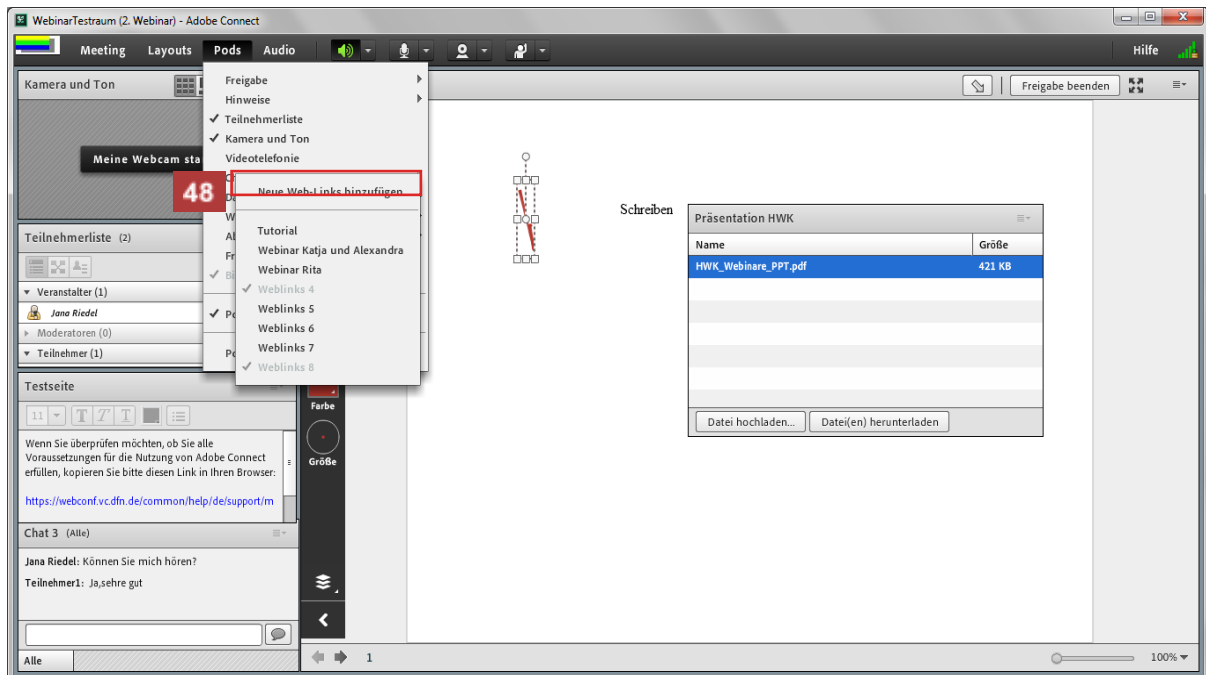 WebinarTestraum (2. Webinar) - Adobe Connect
Meeting Layouts Pods Audio Hilfe
Kamera und Ton
Freigabe beenden
Meine Webcam sta
Freigabe
Hinweise
Teilnehmerliste
Kamera und Ton
Videotelefonie
48
Neue Web-Links hinzufügen
Tutorial
Webinar Katja und Alexandra
Webinar Rita
Weblinks 4
Weblinks 5
Weblinks 6
Weblinks 7
Weblinks 8
Teilnehmerliste (2)
Veranstalter (1)
Jana Riedel
Moderatoren (0)
Teilnehmer (1)
Testseite
11 T T T
Wenn Sie überprüfen möchten, ob Sie alle
Voraussetzungen für die Nutzung von Adobe Connect
erfüllen, kopieren Sie bitte diesen Link in Ihren Browser:
https://webconf.vc.dfn.de/common/help/de/support/m
Chat 3 (Alle)
Jana Riedel: Können Sie mich hören?
Teilnehmer1: Ja,sehre gut
Alle
Farbe
Größe
Schreiben
Präsentation HWK
Name Größe
HWK_Webinare_PPT.pdf 421 KB
Datei hochladen... Datei(en) herunterladen
1
100%